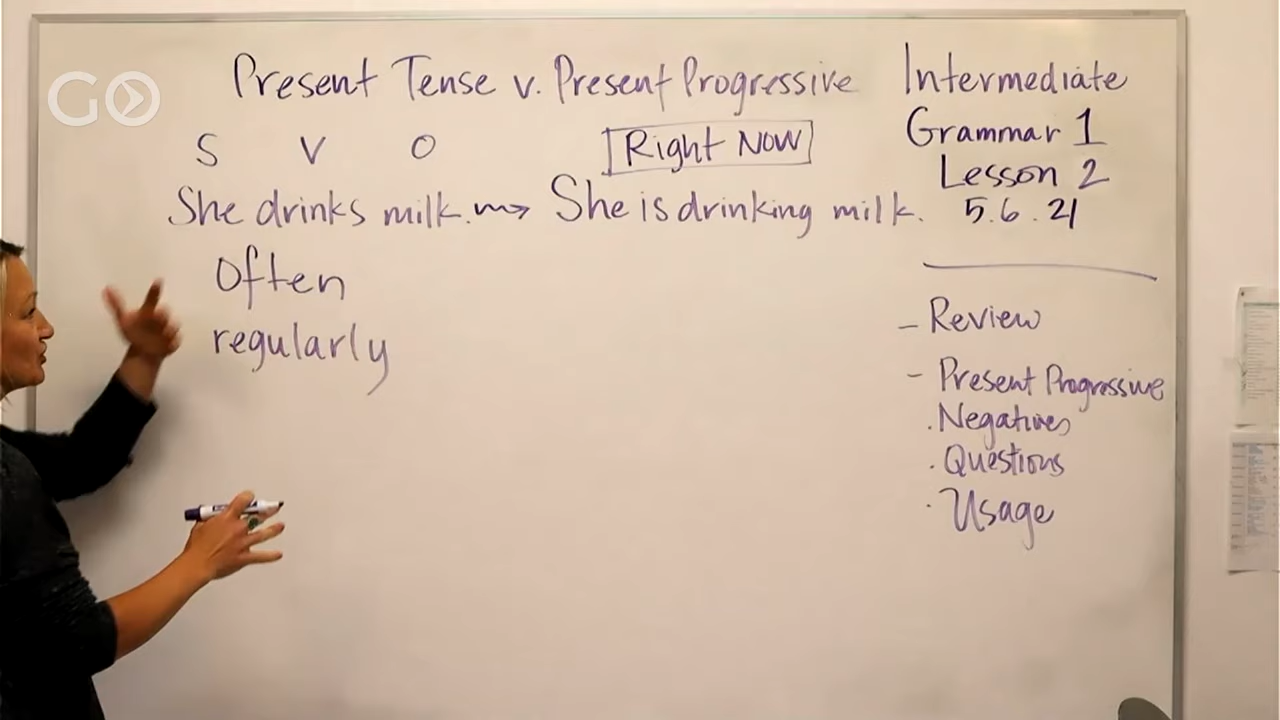 GO
Present Tense v. Present Progressive
S V O
Right Now
She drinks milk. → She is drinking milk.
Often
regularly
Intermediate
Grammar 1
Lesson 2
5.6.21
- Review
- Present Progressive
. Negatives
. Questions
. Usage